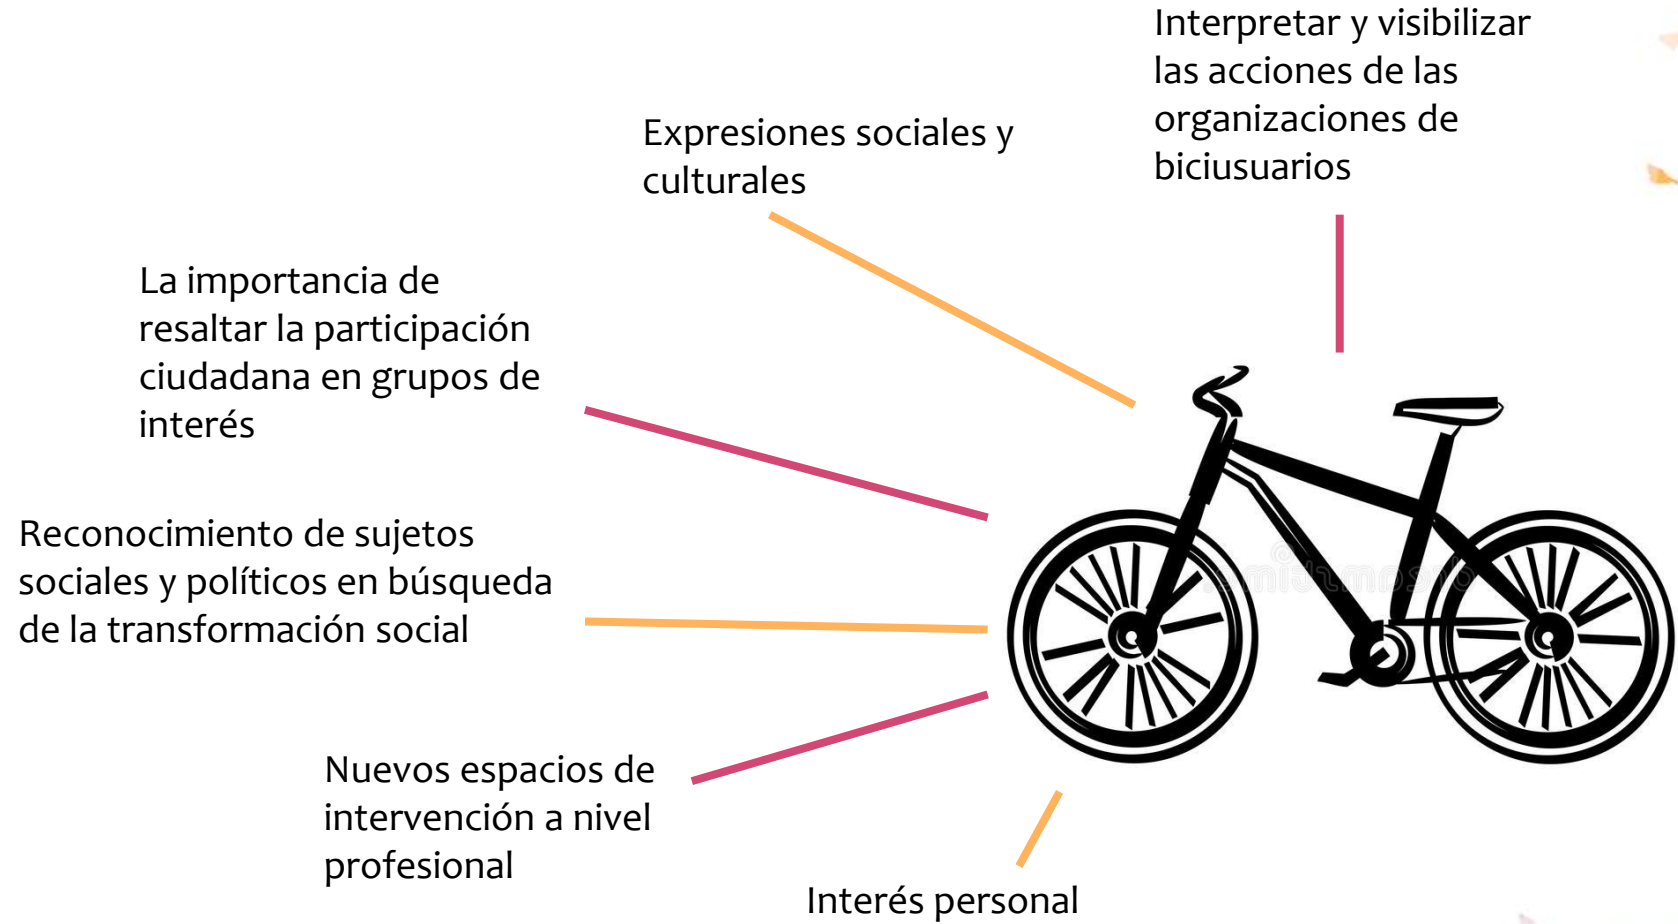 Interpretar y visibilizar
las acciones de las
organizaciones de
biciusuarios
Expresiones sociales y
culturales
La importancia de
resaltar la participación
ciudadana en grupos de
interés
Reconocimiento de sujetos
sociales y políticos en búsqueda
de la transformación social
Nuevos espacios de
intervención a nivel
profesional
Interés personal